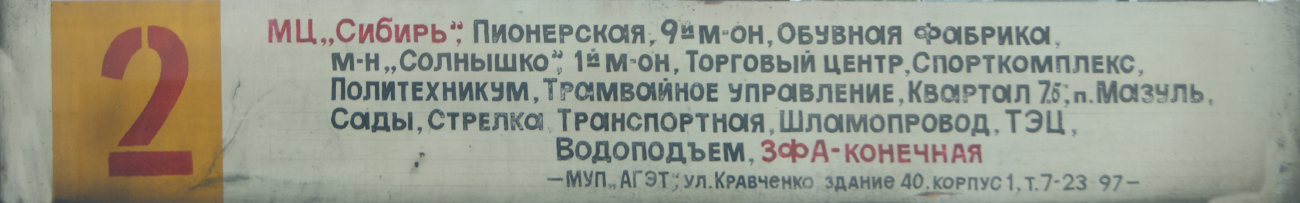 2
МЦ„Сибирь", Пионерская, 9й м-он, Обувная фабрика,
м-н„Солнышко", 1й м-он, Торговый центр, Спорткомплекс,
Политехникум, Трамвайное управление, Квартал 7б, п. Мазуль,
Сады, Стрелка, Транспортная, Шламопровод, ТЭЦ,
Водоподъем, ЗФА-конечная
—МУП„АГЭТ", ул. Кравченко здание 40, корпус 1, т. 7-23 97—